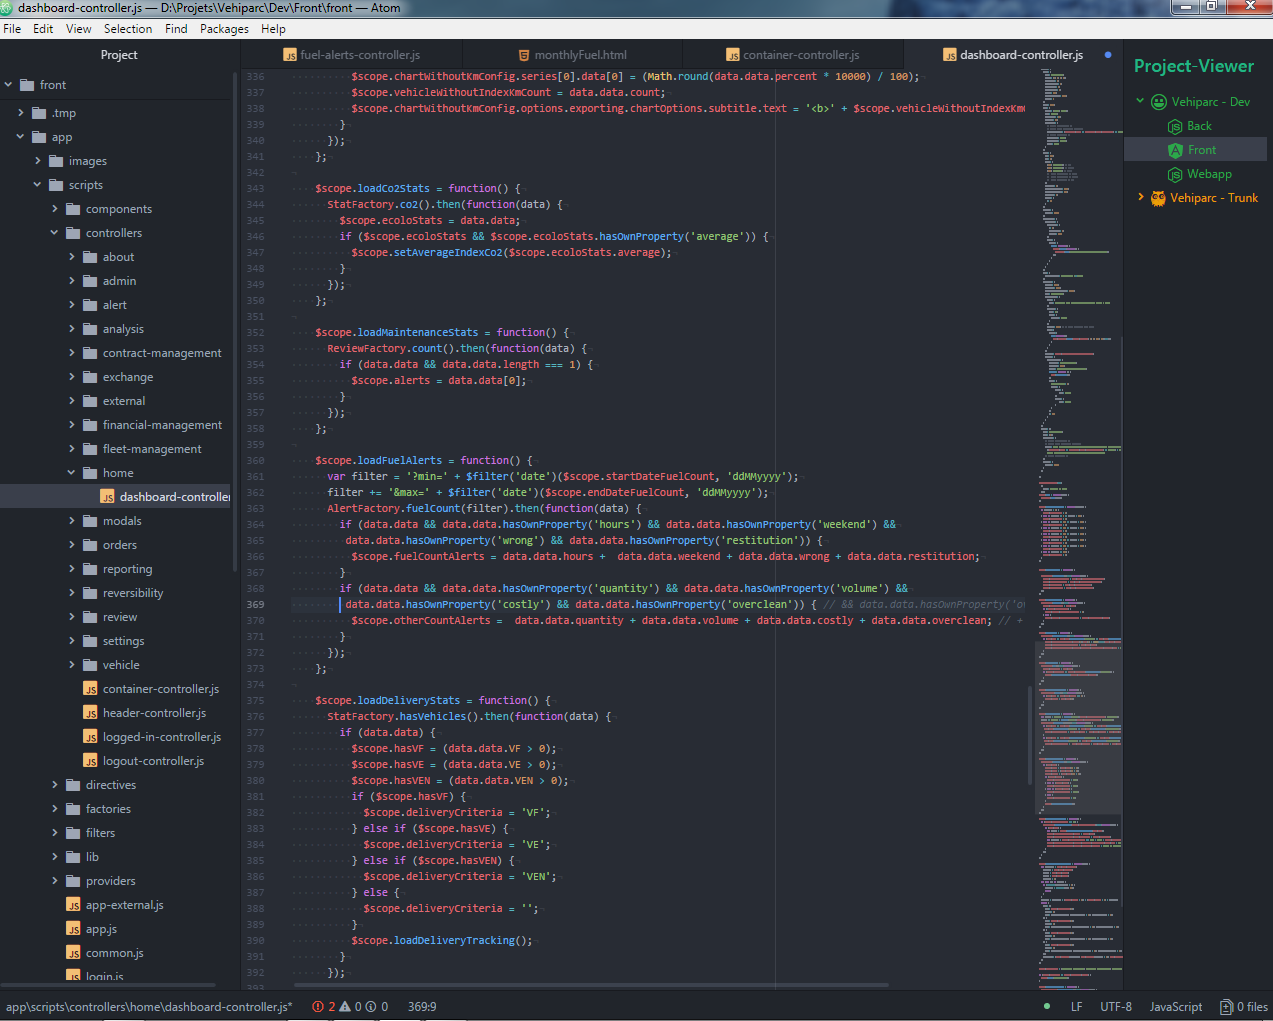 dashboard-controller.js — D:\Projets\Vehiparc\Dev\Front\front — Atom
File Edit View Selection Find Packages Help
Project
front
.tmp
app
images
scripts
components
controllers
about
admin
alert
analysis
contract-management
exchange
external
financial-management
fleet-management
home
dashboard-controller
modals
orders
reporting
reversibility
review
settings
vehicle
container-controller.js
header-controller.js
logged-in-controller.js
logout-controller.js
directives
factories
filters
lib
providers
app-external.js
app.js
common.js
login.js
fuel-alerts-controller.js monthlyFuel.html container-controller.js dashboard-controller.js
336 $scope.chartWithoutKmConfig.series[0].data[0] = (Math.round(data.data.percent * 10000) / 100);
337 $scope.vehicleWithoutIndexKmCount = data.data.count;
338 $scope.chartWithoutKmConfig.options.exporting.chartOptions.subtitle.text = '<b>' + $scope.vehicleWithoutIndexKmC
339 }
340 });
341 };
342
343 $scope.loadCo2Stats = function() {
344 StatFactory.co2().then(function(data) {
345 $scope.ecoloStats = data.data;
346 if ($scope.ecoloStats && $scope.ecoloStats.hasOwnProperty('average')) {
347 $scope.setAverageIndexCo2($scope.ecoloStats.average);
348 }
349 });
350 };
351
352 $scope.loadMaintenanceStats = function() {
353 ReviewFactory.count().then(function(data) {
354 if (data.data && data.data.length === 1) {
355 $scope.alerts = data.data[0];
356 }
357 });
358 };
359
360 $scope.loadFuelAlerts = function() {
361 var filter = '?min=' + $filter('date')($scope.startDateFuelCount, 'ddMMyyyy');
362 filter += '&max=' + $filter('date')($scope.endDateFuelCount, 'ddMMyyyy');
363 AlertFactory.fuelCount(filter).then(function(data) {
364 if (data.data && data.data.hasOwnProperty('hours') && data.data.hasOwnProperty('weekend') &&
365 data.data.hasOwnProperty('wrong') && data.data.hasOwnProperty('restitution')) {
366 $scope.fuelCountAlerts = data.data.hours +  data.data.weekend + data.data.wrong + data.data.restitution;
367 }
368 if (data.data && data.data.hasOwnProperty('quantity') && data.data.hasOwnProperty('volume') &&
369 data.data.hasOwnProperty('costly') && data.data.hasOwnProperty('overclean')) { // && data.data.hasOwnProperty('o
370 $scope.otherCountAlerts =  data.data.quantity + data.data.volume + data.data.costly + data.data.overclean; // +
371 }
372 });
373 };
374
375 $scope.loadDeliveryStats = function() {
376 StatFactory.hasVehicles().then(function(data) {
377 if (data.data) {
378 $scope.hasVF = (data.data.VF > 0);
379 $scope.hasVE = (data.data.VE > 0);
380 $scope.hasVEN = (data.data.VEN > 0);
381 if ($scope.hasVF) {
382 $scope.deliveryCriteria = 'VF';
383 } else if ($scope.hasVE) {
384 $scope.deliveryCriteria = 'VE';
385 } else if ($scope.hasVEN) {
386 $scope.deliveryCriteria = 'VEN';
387 } else {
388 $scope.deliveryCriteria = '';
389 }
390 $scope.loadDeliveryTracking();
391 }
392 });
393
Project-Viewer
Vehiparc - Dev
Back
Front
Webapp
Vehiparc - Trunk
app\scripts\controllers\home\dashboard-controller.js* 2 0 0 369:9 LF UTF-8 JavaScript 0 files